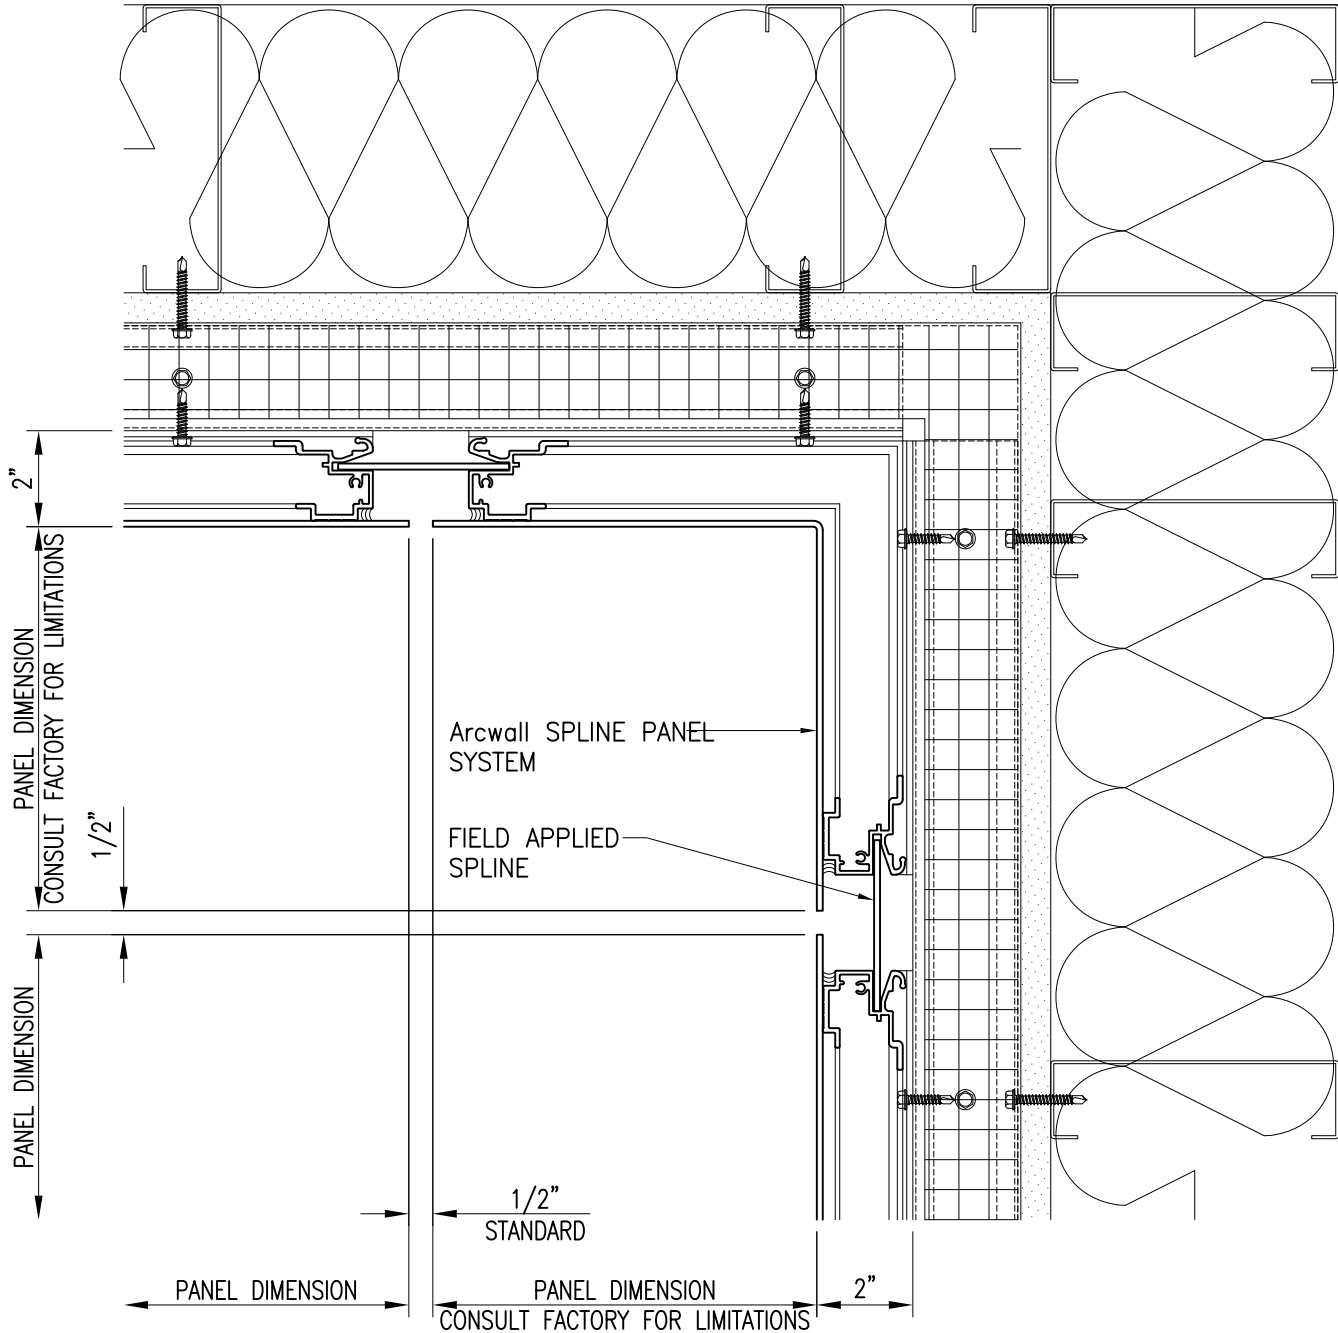 2"
PANEL DIMENSION
CONSULT FACTORY FOR LIMITATIONS
Arcwall SPLINE PANEL
SYSTEM
1/2"
FIELD APPLIED
SPLINE
PANEL DIMENSION
1/2"
STANDARD
PANEL DIMENSION
PANEL DIMENSION
CONSULT FACTORY FOR LIMITATIONS
2"